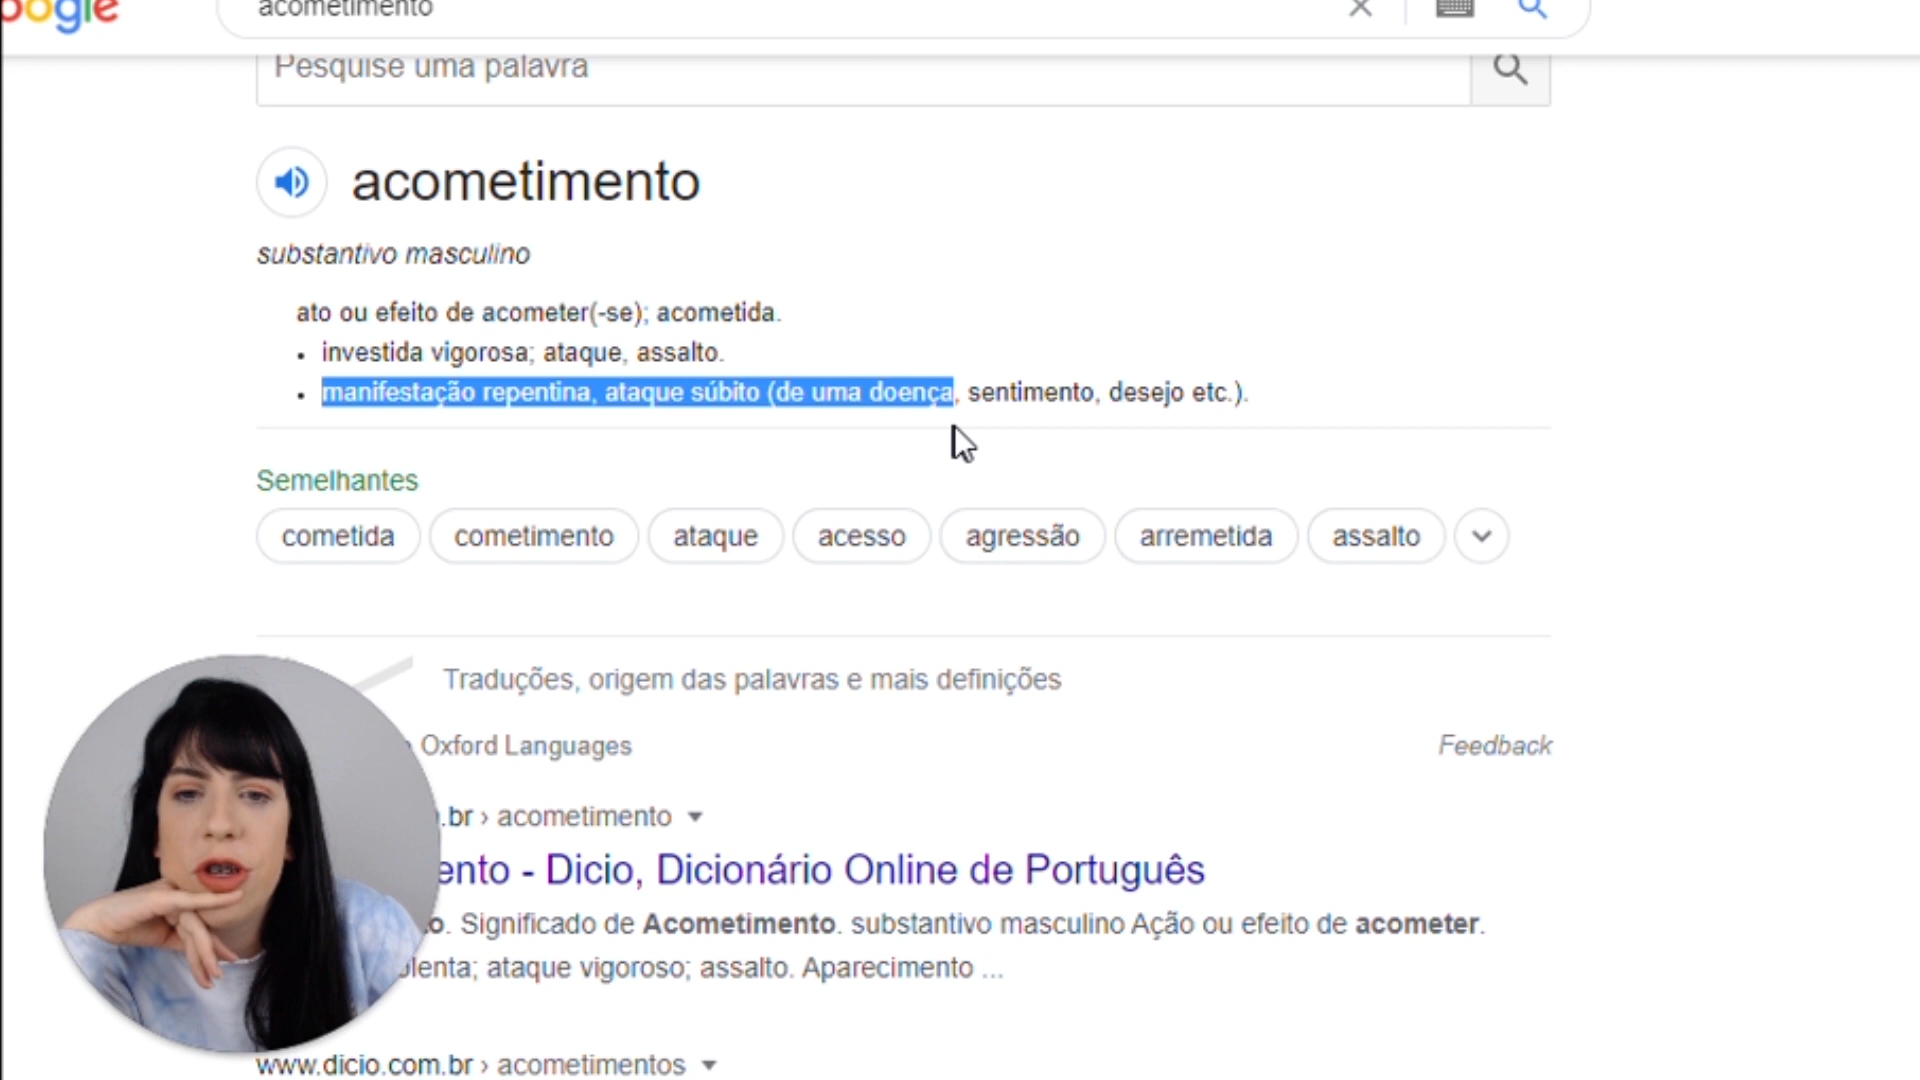 oogle
acometimento
Pesquise uma palavra
acometimento
substantivo masculino
ato ou efeito de acometer(-se); acometida.
• investida vigorosa; ataque, assalto.
• manifestação repentina, ataque súbito (de uma doença, sentimento, desejo etc.).
Semelhantes
cometida cometimento ataque acesso agressão arremetida assalto
Traduções, origem das palavras e mais definições
Oxford Languages Feedback
.br › acometimento
ento - Dicio, Dicionário Online de Português
o. Significado de Acometimento. substantivo masculino Ação ou efeito de acometer.
olenta; ataque vigoroso; assalto. Aparecimento ...
www.dicio.com.br › acometimentos